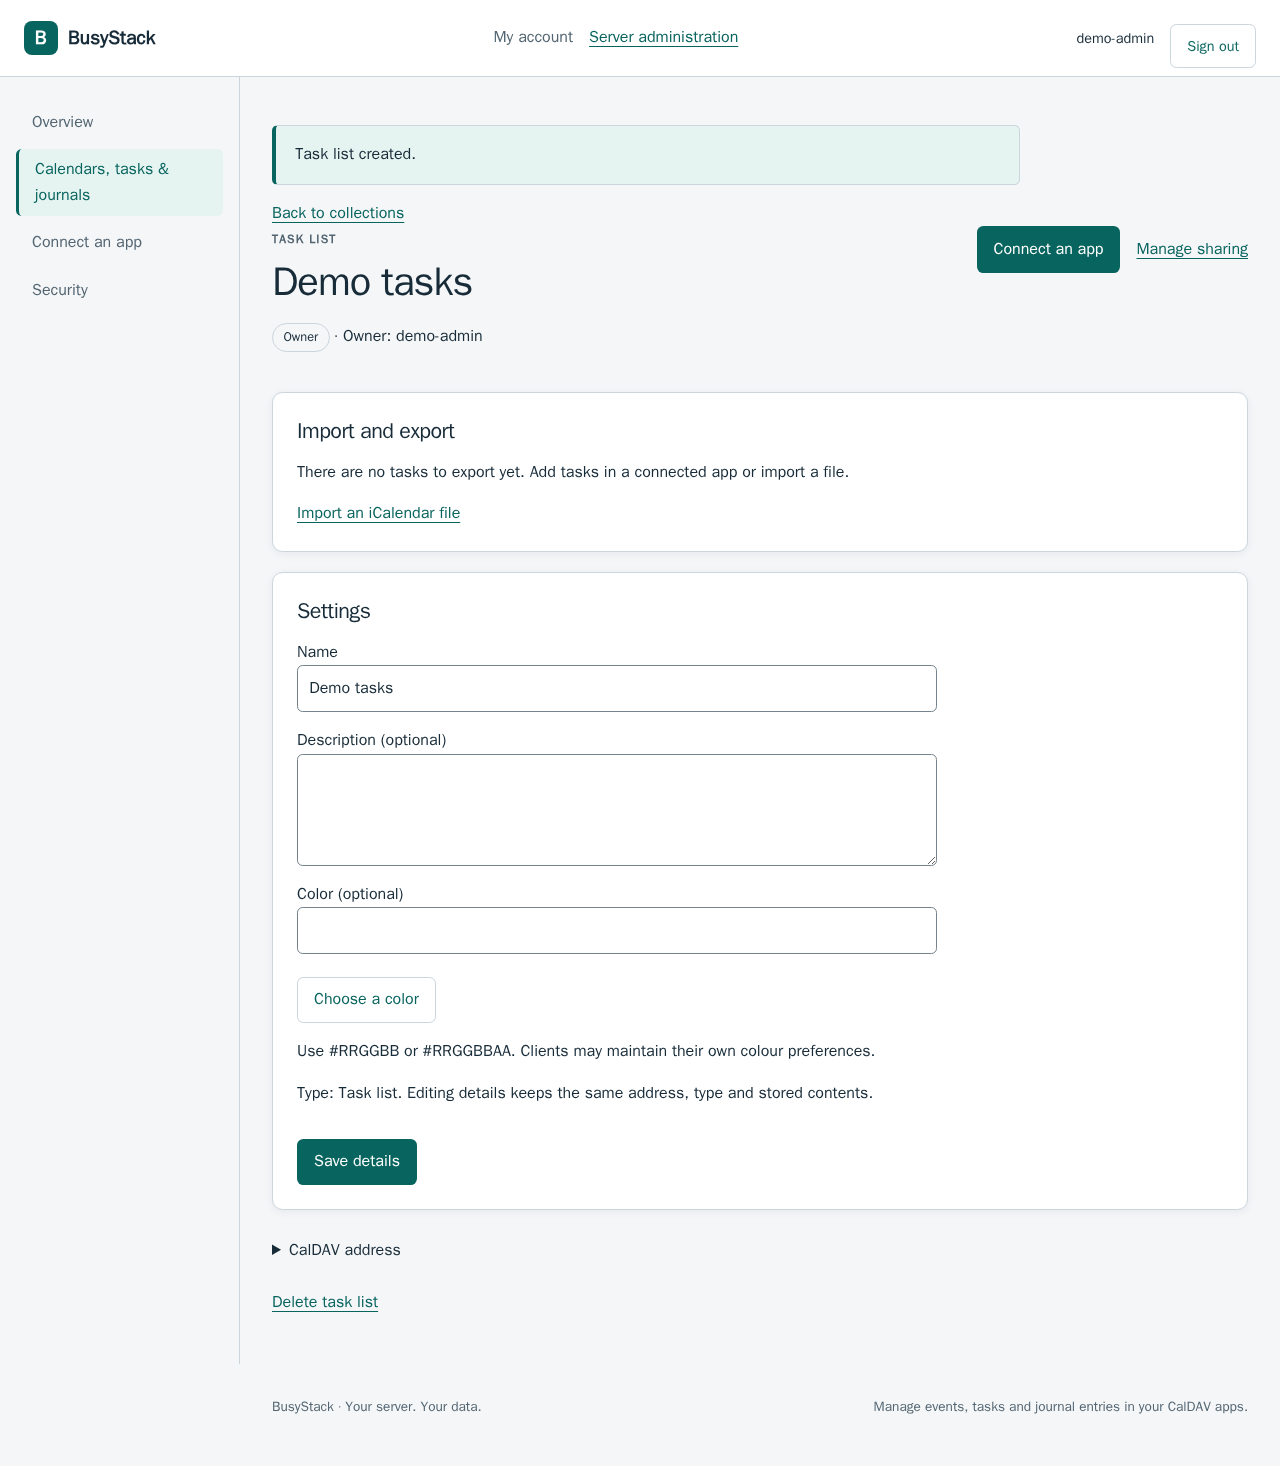 B BusyStack
My account Server administration
demo-admin Sign out
Overview
Calendars, tasks &
journals
Connect an app
Security
Task list created.
Back to collections
TASK LIST
Demo tasks
Connect an app Manage sharing
Owner · Owner: demo-admin
Import and export
There are no tasks to export yet. Add tasks in a connected app or import a file.
Import an iCalendar file
Settings
Name
Demo tasks
Description (optional)
Color (optional)
Choose a color
Use #RRGGBB or #RRGGBBAA. Clients may maintain their own colour preferences.
Type: Task list. Editing details keeps the same address, type and stored contents.
Save details
CalDAV address
Delete task list
BusyStack · Your server. Your data.
Manage events, tasks and journal entries in your CalDAV apps.